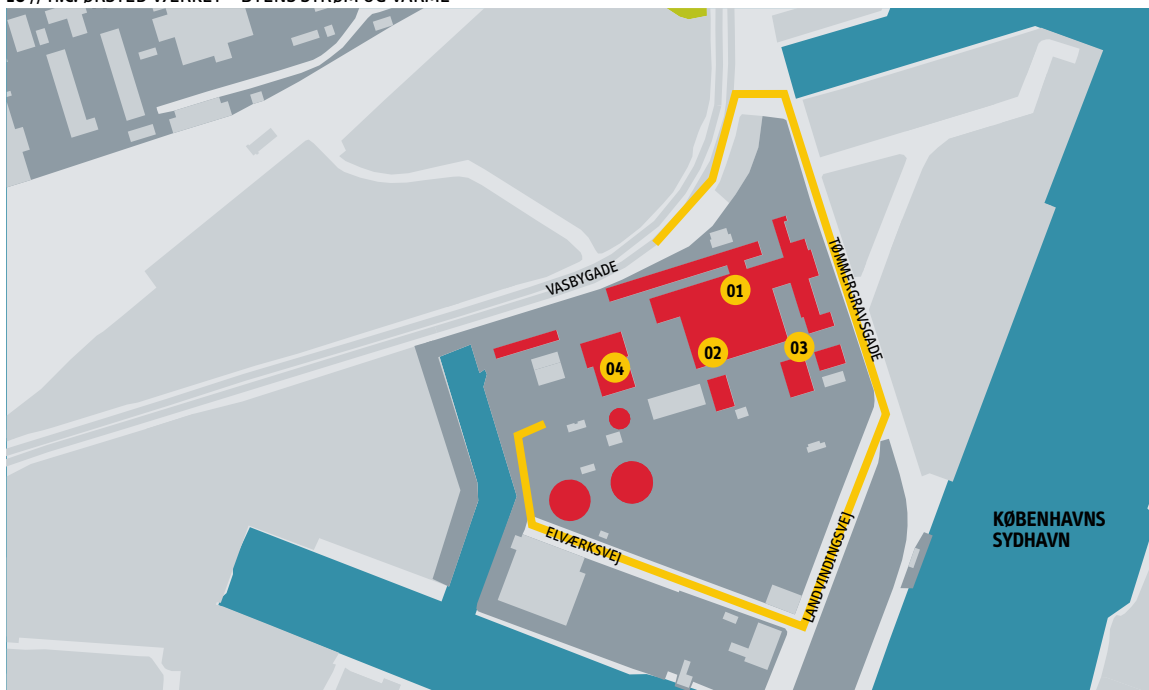 VASBYGADE
TØMMERGRAVSGADE
01
02
03
04
ELVÆRKSVEJ
LANDVINDINGSVEJ
KØBENHAVNS
SYDHAVN